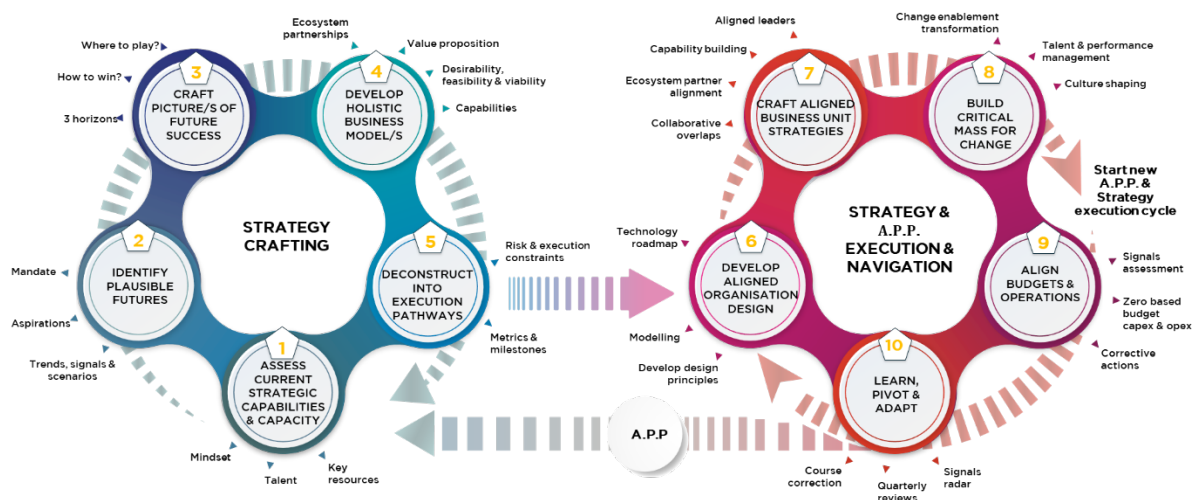 Where to play?
How to win?
3 horizons
3
CRAFT
PICTURE/S OF
FUTURE
SUCCESS
Ecosystem
partnerships
Value proposition
Desirability,
feasibility & viability
Capabilities
4
DEVELOP
HOLISTIC
BUSINESS
MODEL/S
STRATEGY
CRAFTING
2
IDENTIFY
PLAUSIBLE
FUTURES
Mandate
Aspirations
Trends, signals &
scenarios
5
DECONSTRUCT
INTO
EXECUTION
PATHWAYS
Risk & execution
constraints
Metrics &
milestones
1
ASSESS
CURRENT
STRATEGIC
CAPABILITIES
& CAPACITY
Mindset
Talent
Key
resources
A.P.P
Aligned leaders
Capability building
Ecosystem partner
alignment
Collaborative
overlaps
7
CRAFT ALIGNED
BUSINESS UNIT
STRATEGIES
Change enablement
transformation
Talent & performance
management
Culture shaping
8
BUILD
CRITICAL
MASS FOR
CHANGE
Start new
A.P.P. &
Strategy
execution cycle
STRATEGY &
A.P.P.
EXECUTION &
NAVIGATION
Technology
roadmap
6
DEVELOP
ALIGNED
ORGANISATION
DESIGN
Modelling
Develop design
principles
9
ALIGN
BUDGETS &
OPERATIONS
Signals
assessment
Zero based
budget
capex & opex
Corrective
actions
10
LEARN,
PIVOT &
ADAPT
Course
correction
Quarterly
reviews
Signals
radar